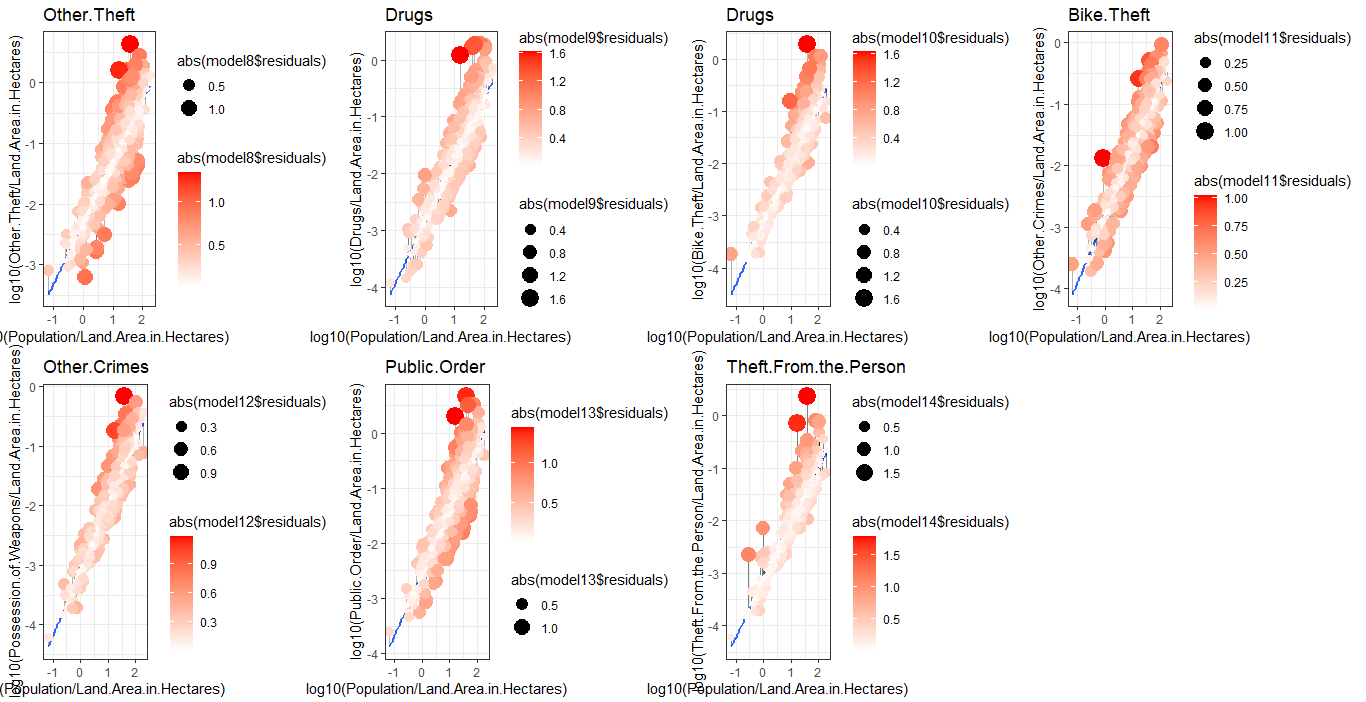 Other.Theft
log10(Other.Theft/Land.Area.in.Hectares)
0
-1
-2
-3
-1 0 1 2
0(Population/Land.Area.in.Hectares)
abs(model8$residuals)
0.5
1.0
abs(model8$residuals)
1.0
0.5
Drugs
log10(Drugs/Land.Area.in.Hectares)
0
-1
-2
-3
-4
-1 0 1 2
log10(Population/Land.Area.in.Hectares)
abs(model9$residuals)
1.6
1.2
0.8
0.4
abs(model9$residuals)
0.4
0.8
1.2
1.6
Drugs
log10(Bike.Theft/Land.Area.in.Hectares)
0
-1
-2
-3
-4
-1 0 1 2
log10(Population/Land.Area.in.Hectares)
abs(model10$residuals)
1.6
1.2
0.8
0.4
abs(model10$residuals)
0.4
0.8
1.2
1.6
Bike.Theft
log10(Other.Crimes/Land.Area.in.Hectares)
0
-1
-2
-3
-4
-1 0 1 2
log10(Population/Land.Area.in.Hectares)
abs(model11$residuals)
0.25
0.50
0.75
1.00
abs(model11$residuals)
1.00
0.75
0.50
0.25
Other.Crimes
log10(Possession.of.Weapons/Land.Area.in.Hectares)
0
-1
-2
-3
-4
-1 0 1 2
(Population/Land.Area.in.Hectares)
abs(model12$residuals)
0.3
0.6
0.9
abs(model12$residuals)
0.9
0.6
0.3
Public.Order
log10(Public.Order/Land.Area.in.Hectares)
0
-1
-2
-3
-4
-1 0 1 2
log10(Population/Land.Area.in.Hectares)
abs(model13$residuals)
1.0
0.5
abs(model13$residuals)
0.5
1.0
Theft.From.the.Person
log10(Theft.From.the.Person/Land.Area.in.Hectares)
0
-1
-2
-3
-4
-1 0 1 2
log10(Population/Land.Area.in.Hectares)
abs(model14$residuals)
0.5
1.0
1.5
abs(model14$residuals)
1.5
1.0
0.5